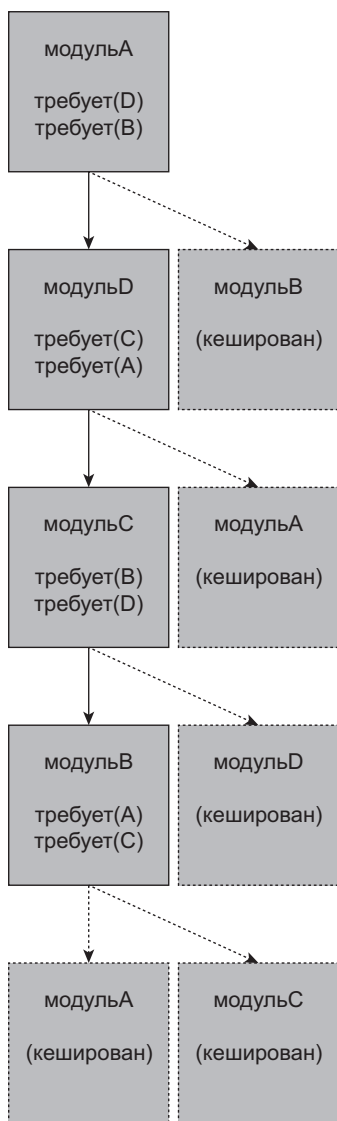 модульA
требует(D)
требует(B)
модульD
требует(C)
требует(A)
модульB
(кеширован)
модульC
требует(B)
требует(D)
модульA
(кеширован)
модульB
требует(A)
требует(C)
модульD
(кеширован)
модульA
(кеширован)
модульC
(кеширован)